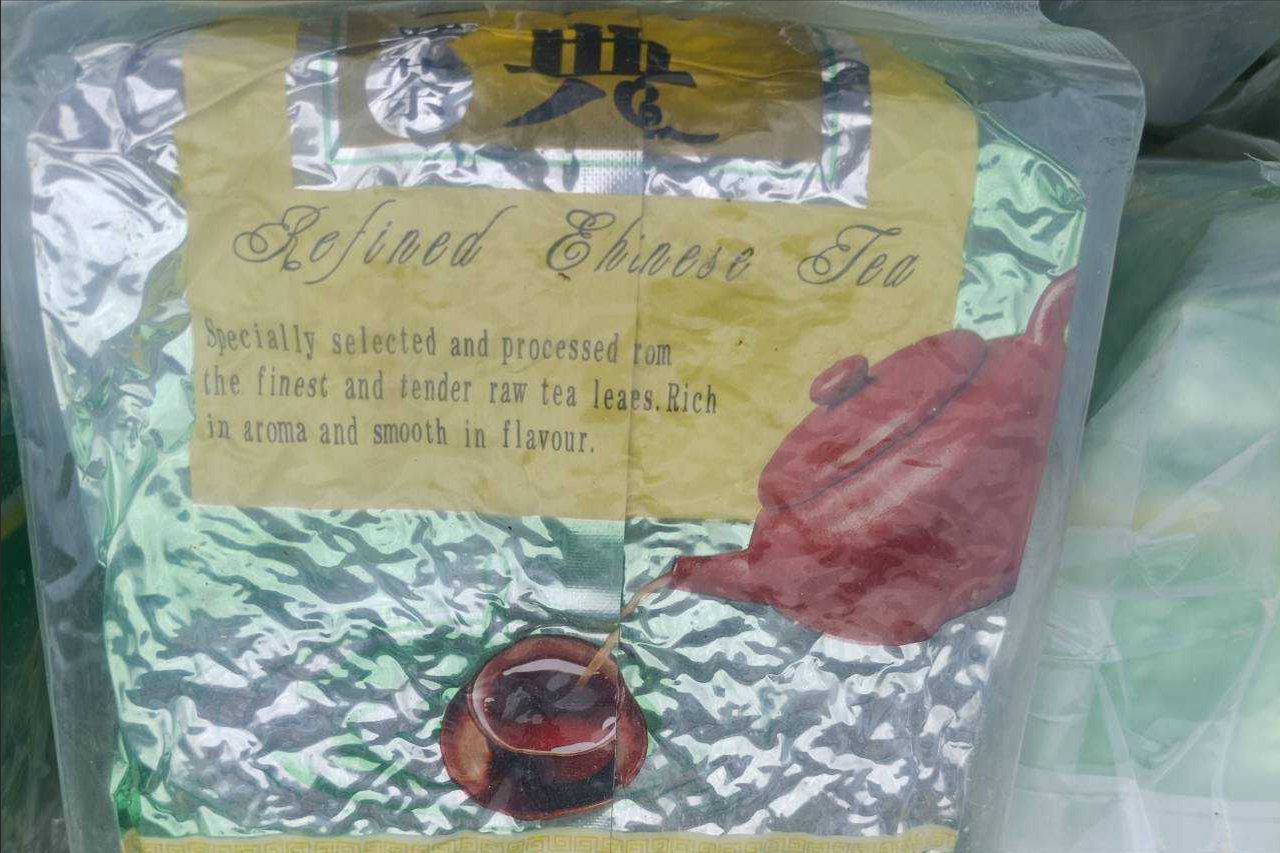 茶
Refined Ehinese Tea
Specially selected and processed rom
the finest and tender raw tea leaes.Rich
in aroma and smooth in flavour.